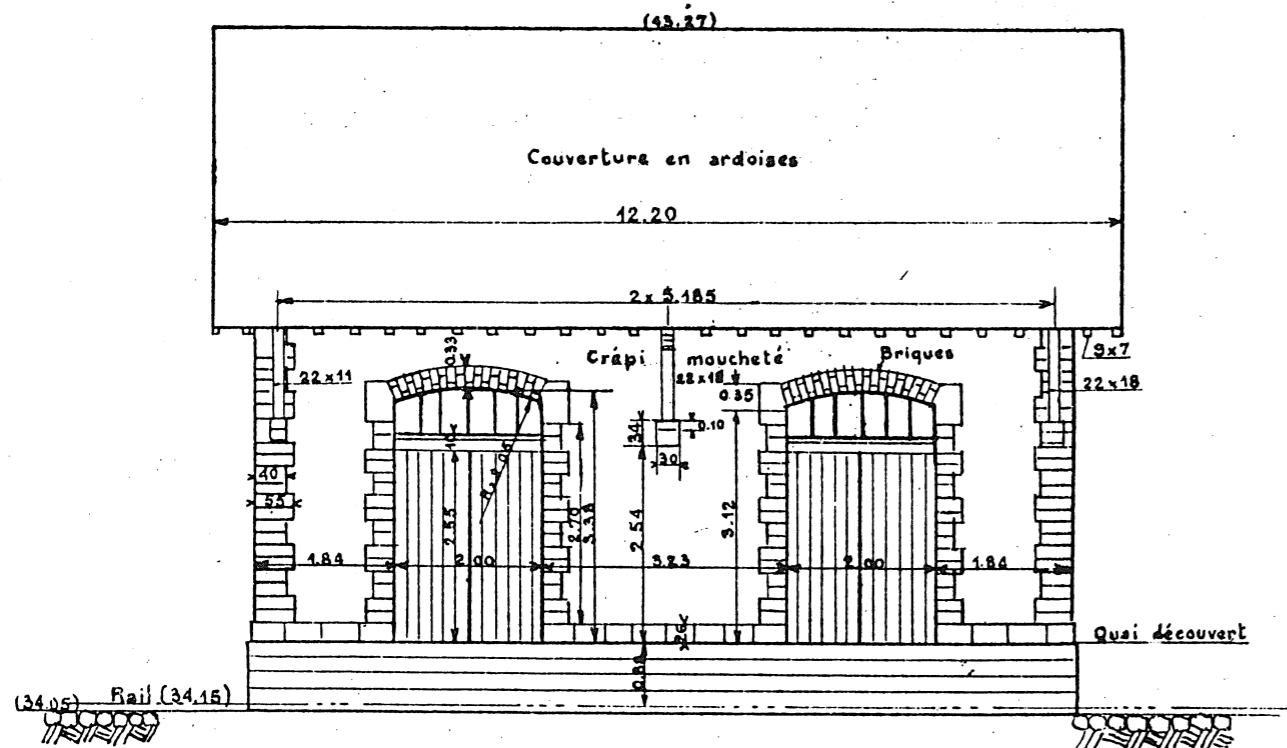 (43.27)
Couverture en ardoises
12.20
2 x 5.185
0.33
Crépi moucheté
Briques
9x7
22x11
22x18
0.35
22x18
34
0.10
10
30
40
55
2.55
2.70
3.38
2.54
3.12
1.84
2.00
3.23
2.00
1.84
26
Quai découvert
0.88
(34.05)
Rail (34.15)